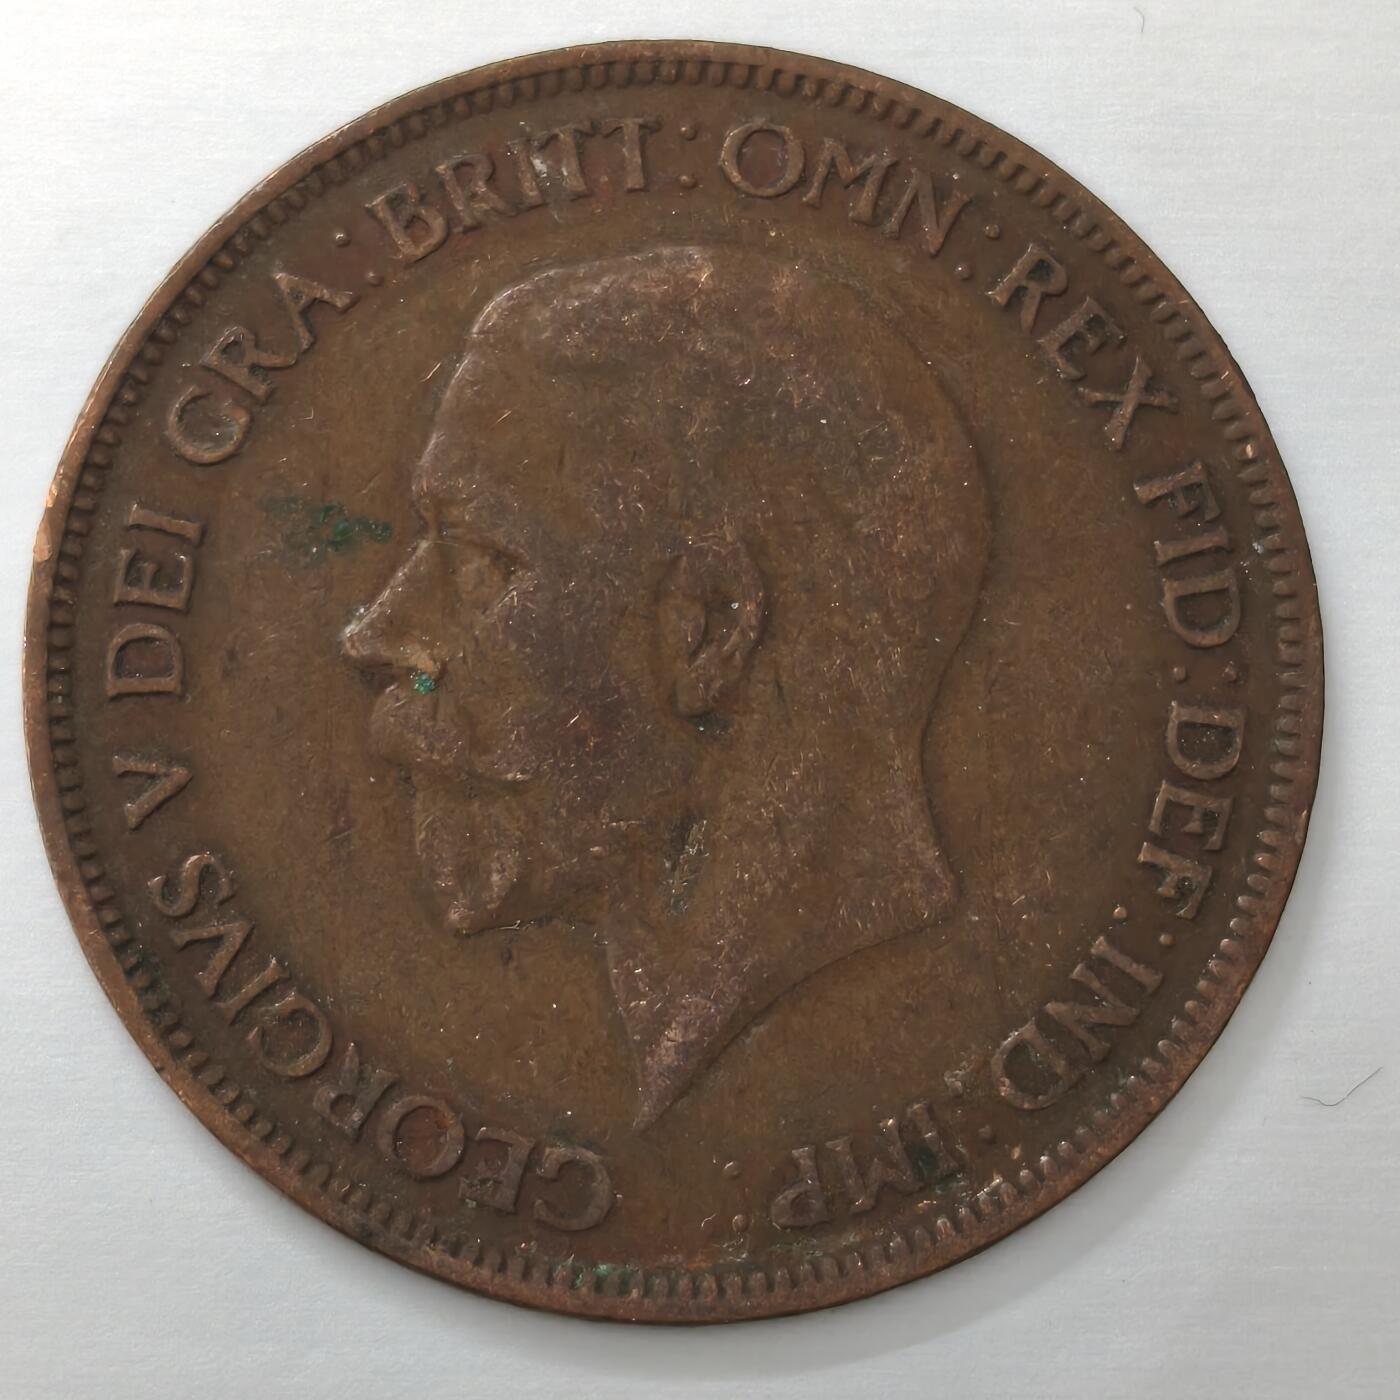 GEORGIVS V DEI GRA: BRITT: OMN: REX FID: DEF: IND: IMP: